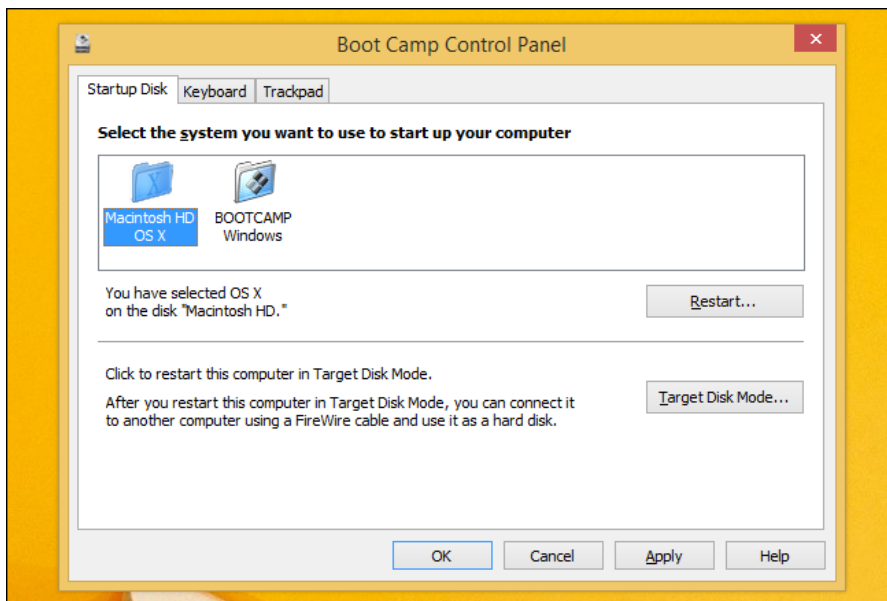 Boot Camp Control Panel
Startup Disk Keyboard Trackpad
Select the system you want to use to start up your computer
Macintosh HD
OS X
BOOTCAMP
Windows
You have selected OS X
on the disk "Macintosh HD."
Restart...
Click to restart this computer in Target Disk Mode.
After you restart this computer in Target Disk Mode, you can connect it
to another computer using a FireWire cable and use it as a hard disk.
Target Disk Mode...
OK Cancel Apply Help